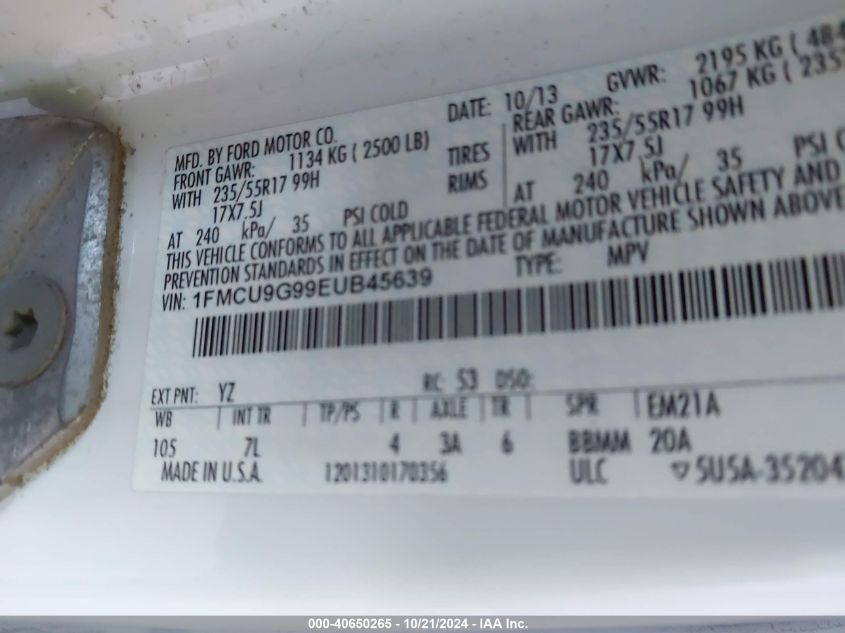 MFD. BY FORD MOTOR CO.
DATE: 10/13 GVWR: 2195 KG (
FRONT GAWR: 1134 KG ( 2500 LB)
REAR GAWR: 1067 KG (
WITH 235/55R17 99H TIRES WITH 235/55R17 99H
17X7.5J RIMS 17X7.5J
AT 240 kPa/ 35 PSI COLD AT 240 kPa/ 35 PSI
THIS VEHICLE CONFORMS TO ALL APPLICABLE FEDERAL MOTOR VEHICLE SAFETY AND
PREVENTION STANDARDS IN EFFECT ON THE DATE OF MANUFACTURE SHOWN ABOVE
VIN: 1FMCU9G99EUB45639 TYPE: MPV
EXT PNT: YZ RC: 53 DSO:
WB | INT TR | TP/PS | R | AXLE | TR | SPR | EM21A
105 7L 4 3A 6 BBMM 20A
MADE IN U.S.A. 1201310170356 ULC 5U5A-35204
000-40650265 - 10/21/2024 - IAA Inc.